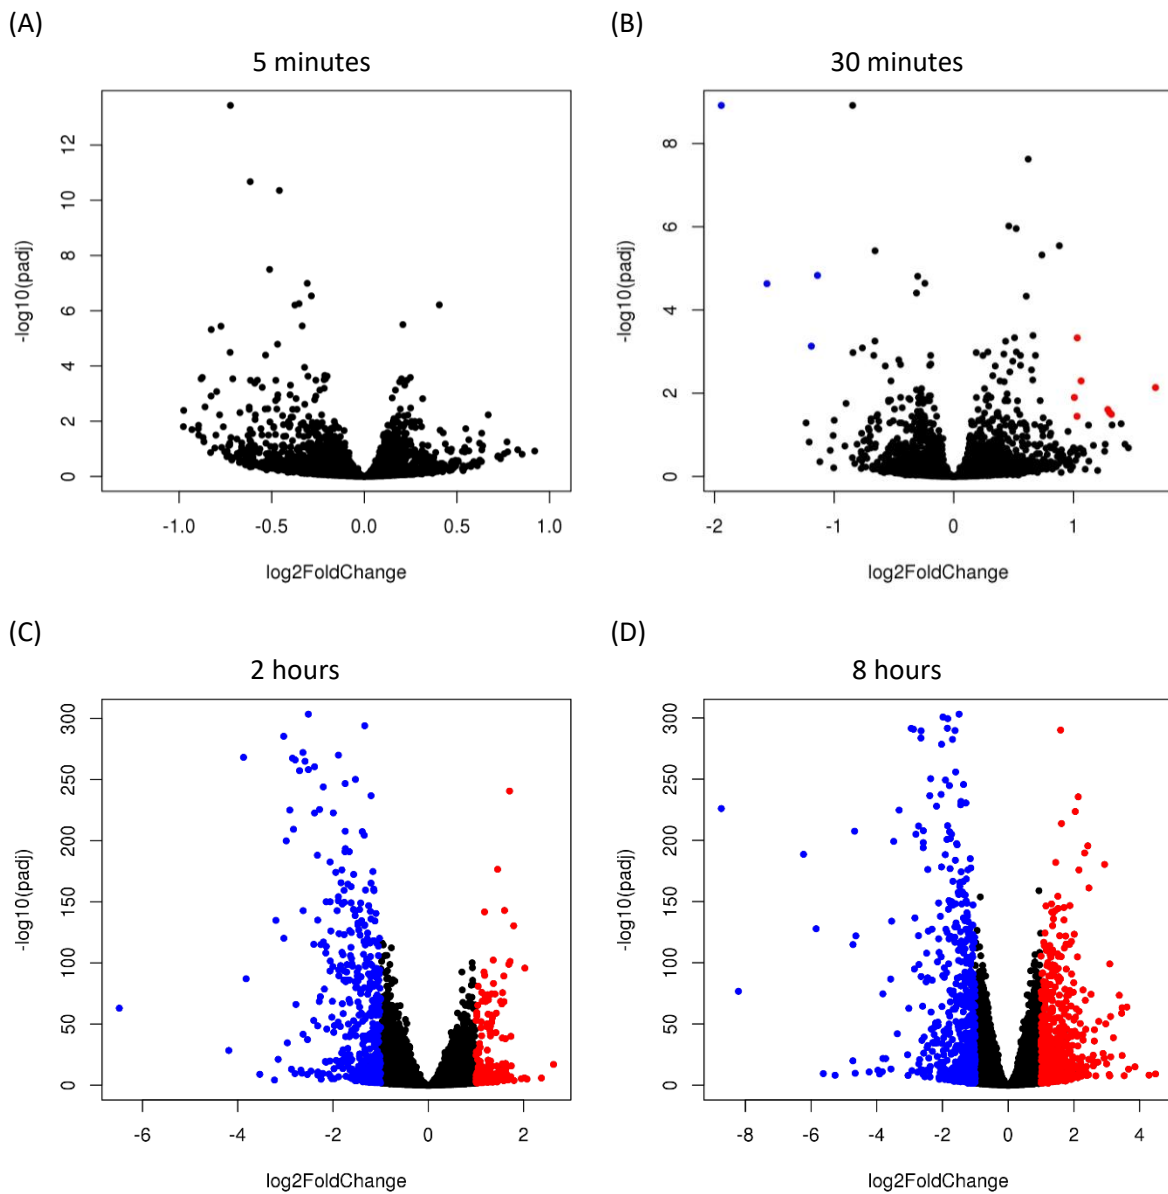 (A)
5 minutes
-log10(padj)
12
10
8
6
4
2
0
-1.0 -0.5 0.0 0.5 1.0
log2FoldChange
(B)
30 minutes
-log10(padj)
8
6
4
2
0
-2 -1 0 1
log2FoldChange
(C)
2 hours
-log10(padj)
300
250
200
150
100
50
0
-6 -4 -2 0 2
log2FoldChange
(D)
8 hours
-log10(padj)
300
250
200
150
100
50
0
-8 -6 -4 -2 0 2 4
log2FoldChange